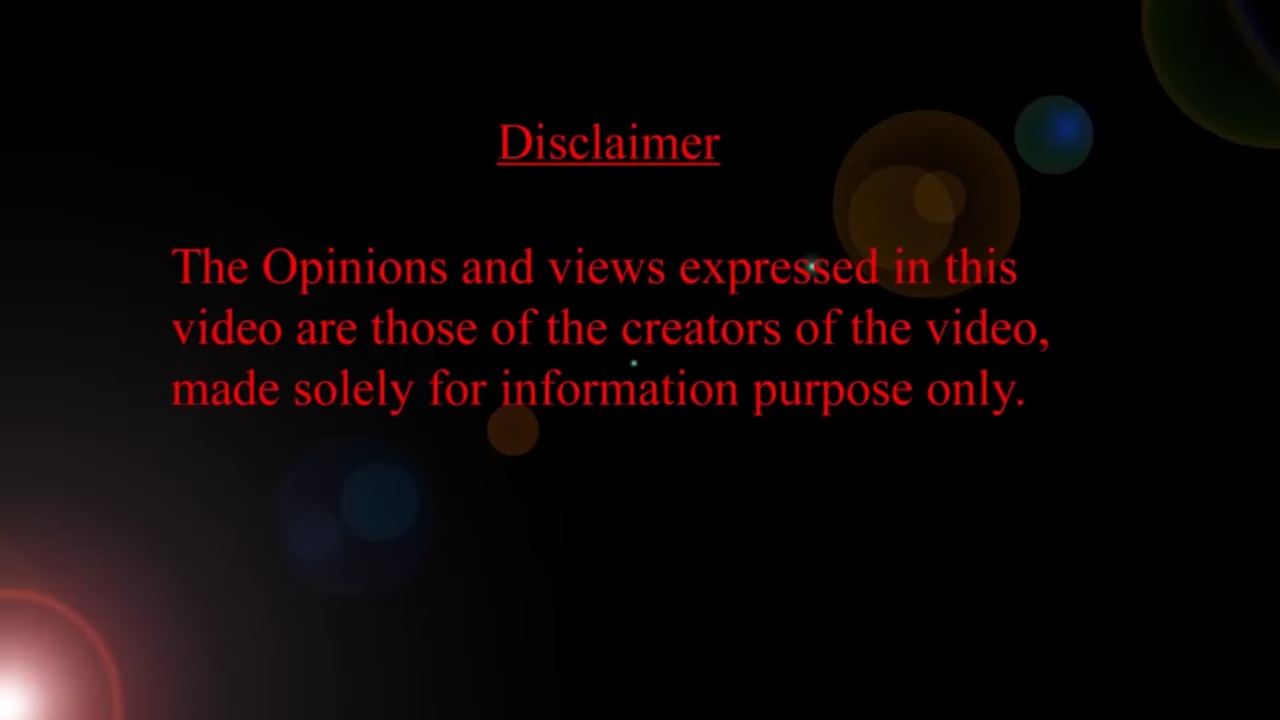 Disclaimer
The Opinions and views expressed in this
video are those of the creators of the video,
made solely for information purpose only.